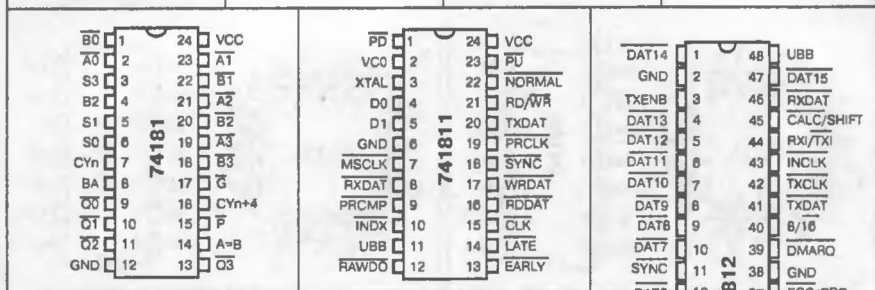 B0 1 24 VCC
A0 2 23 A1
S3 3 22 B1
B2 4 21 A2
S1 5 20 B2
S0 6 19 A3
CYn 7 18 B3
BA 8 17 G
Q0 9 16 CYn+4
Q1 10 15 P
Q2 11 14 A=B
GND 12 13 Q3
74181
PD 1 24 VCC
VC0 2 23 PU
XTAL 3 22 NORMAL
D0 4 21 RD/WR
D1 5 20 TXDAT
GND 6 19 PRCLK
MSCLK 7 18 SYNC
RXDAT 8 17 WRDAT
PRCMP 9 16 RDDAT
INDX 10 15 CLK
UBB 11 14 LATE
RAWDO 12 13 EARLY
741811
DAT14 1 48 UBB
GND 2 47 DAT15
TXENB 3 46 RXDAT
DAT13 4 45 CALC/SHIFT
DAT12 5 44 RXI/TXI
DAT11 6 43 INCLK
DAT10 7 42 TXCLK
DAT9 8 41 TXDAT
DAT8 9 40 8/16
DAT7 10 39 DMARQ
SYNC 11 38 GND
812